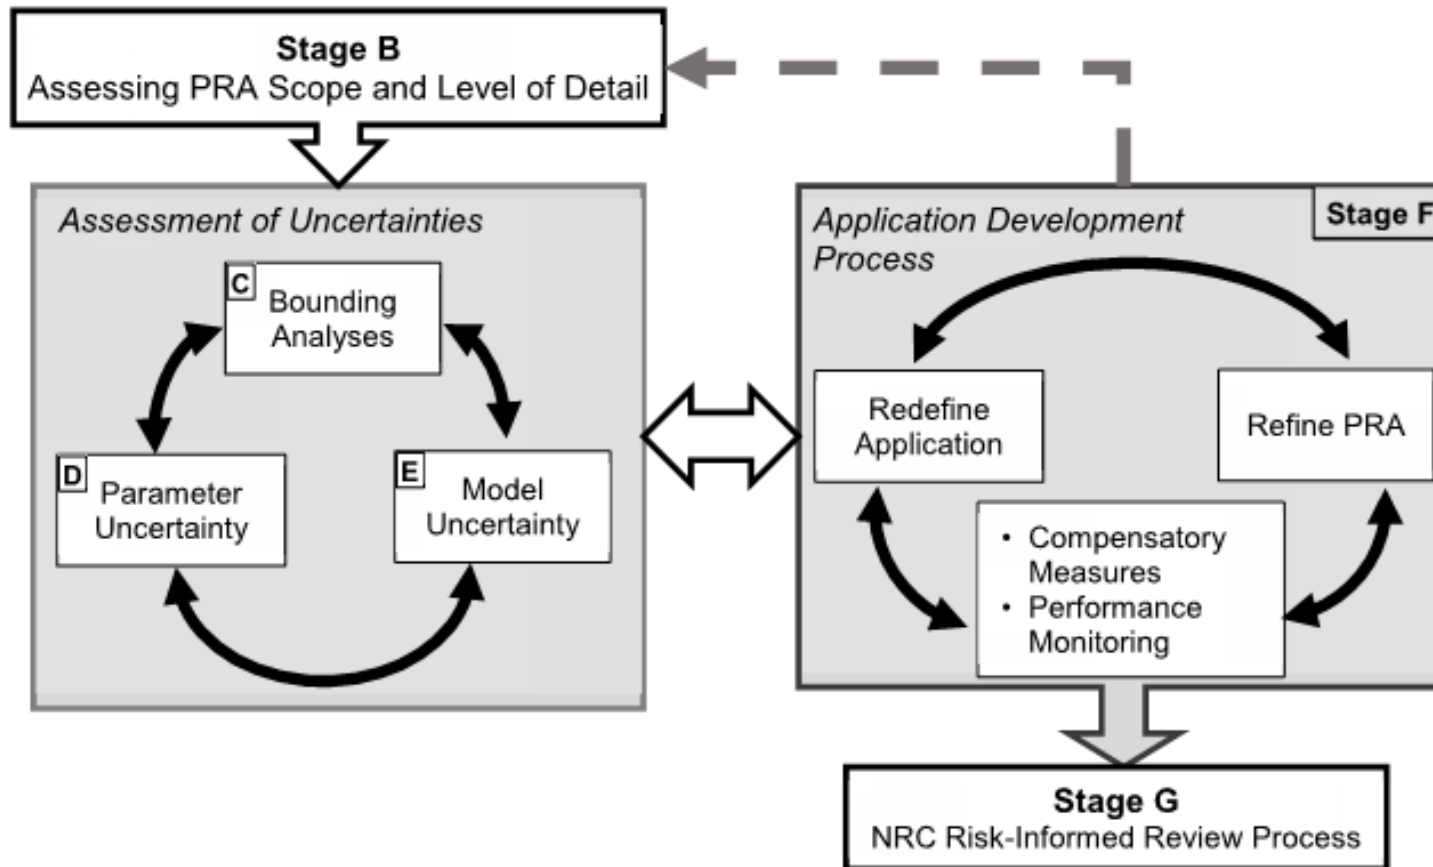 Stage B
Assessing PRA Scope and Level of Detail
Assessment of Uncertainties
C
Bounding
Analyses
D
Parameter
Uncertainty
E
Model
Uncertainty
Application Development
Process
Stage F
Redefine
Application
Refine PRA
• Compensatory
Measures
• Performance
Monitoring
Stage G
NRC Risk-Informed Review Process